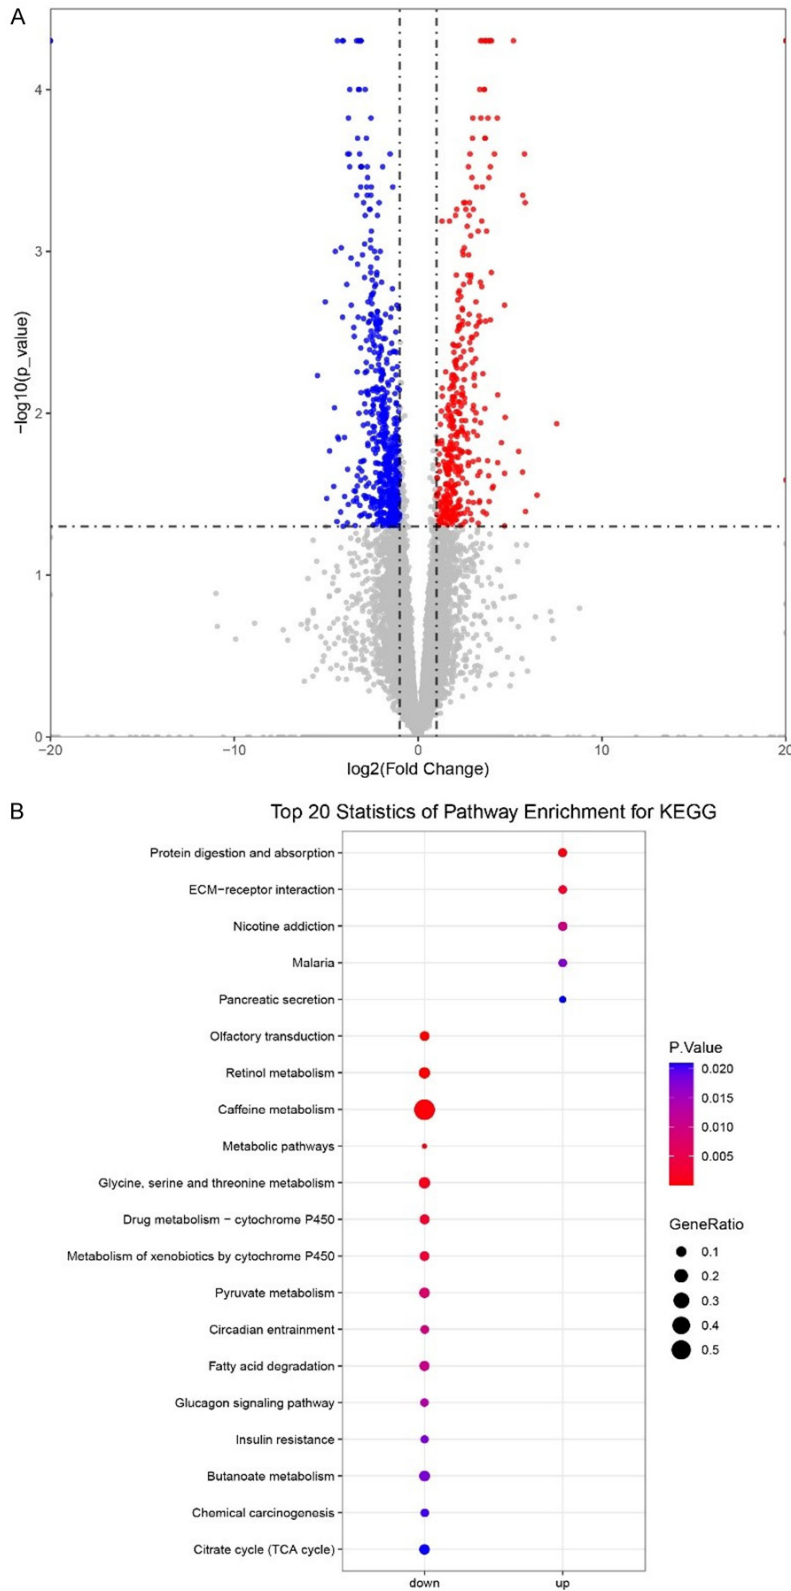 A
4
3
2
1
0
−log10(p_value)
−20
−10
0
10
20
log2(Fold Change)
B
Top 20 Statistics of Pathway Enrichment for KEGG
Protein digestion and absorption
ECM−receptor interaction
Nicotine addiction
Malaria
Pancreatic secretion
Olfactory transduction
Retinol metabolism
Caffeine metabolism
Metabolic pathways
Glycine, serine and threonine metabolism
Drug metabolism − cytochrome P450
Metabolism of xenobiotics by cytochrome P450
Pyruvate metabolism
Circadian entrainment
Fatty acid degradation
Glucagon signaling pathway
Insulin resistance
Butanoate metabolism
Chemical carcinogenesis
Citrate cycle (TCA cycle)
down
up
P.Value
0.020
0.015
0.010
0.005
GeneRatio
0.1
0.2
0.3
0.4
0.5